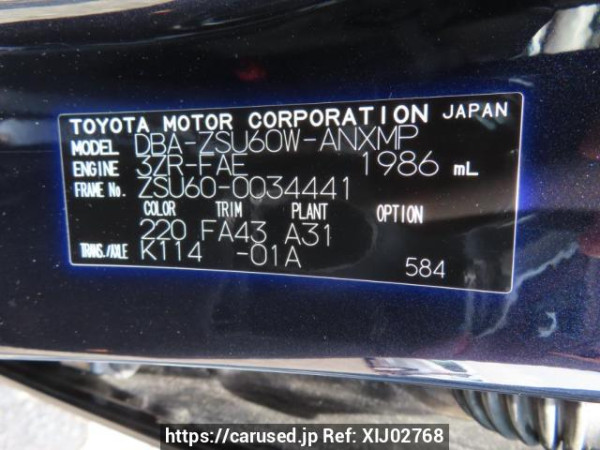 TOYOTA MOTOR CORPORATION JAPAN
MODEL DBA-ZSU60W-ANXMP
ENGINE 3ZR-FAE 1986 mL
FRAME No. ZSU60-0034441
COLOR TRIM PLANT OPTION
220 FA43 A31
TRANS./AXLE K114 -01A
584
https://carused.jp Ref: XIJ02768